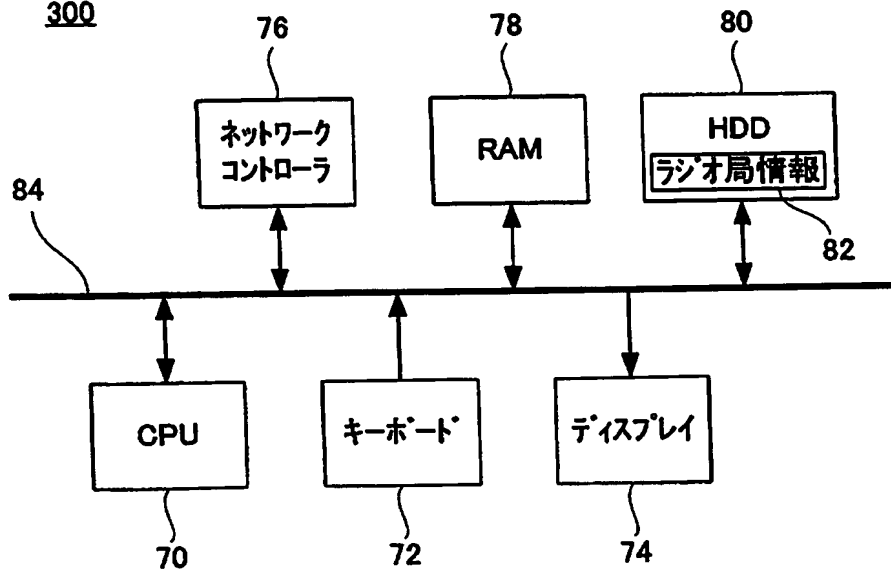 300
76
78
80
ネットワーク
コントローラ
RAM
HDD
ラジオ局情報
84
82
CPU
キーボード
ディスプレイ
70
72
74